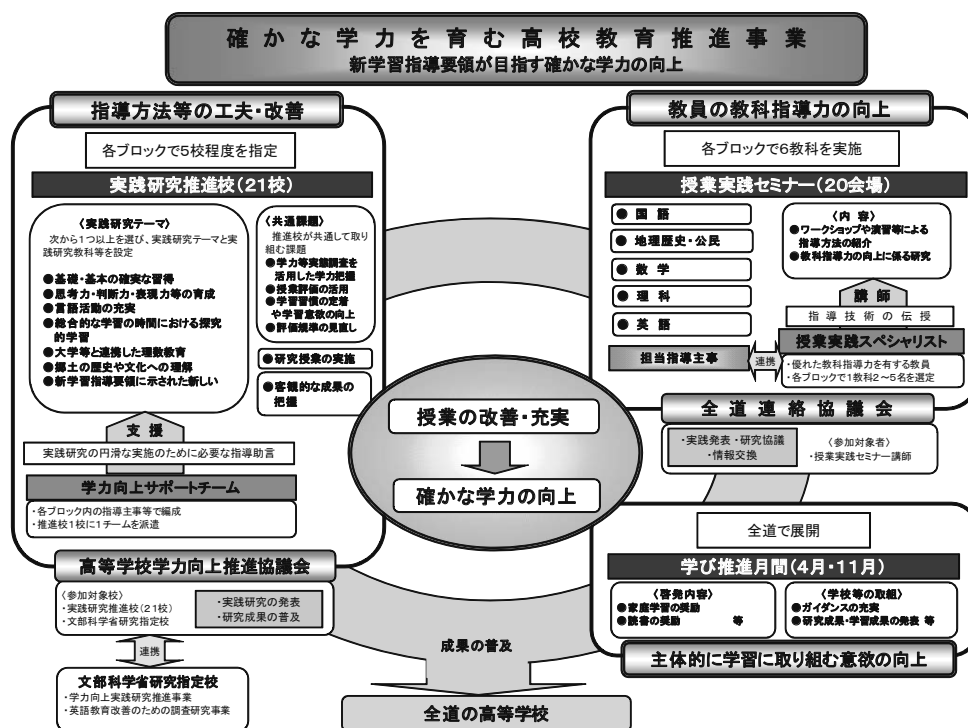 確かな学力を育む高校教育推進事業
新学習指導要領が目指す確かな学力の向上
指導方法等の工夫・改善
各ブロックで5校程度を指定
実践研究推進校(21校)
〈実践研究テーマ〉
次から1つ以上を選び、実践研究テーマと実
践研究教科等を設定
●基礎・基本の確実な習得
●思考力・判断力・表現力等の育成
●言語活動の充実
●総合的な学習の時間における探究
的学習
●大学等と連携した理数教育
●郷土の歴史や文化への理解
●新学習指導要領に示された新しい
〈共通課題〉
推進校が共通して取り
組む課題
●学力等実態調査を
活用した学力把握
●授業評価の活用
●学習習慣の定着
や学習意欲の向上
●評価規準の見直し
●研究授業の実施
●客観的な成果の
把握
支援
実践研究の円滑な実施のために必要な指導助言
学力向上サポートチーム
・各ブロック内の指導主事等で編成
・推進校1校に1チームを派遣
高等学校学力向上推進協議会
〈参加対象校〉
・実践研究推進校(21校)
・文部科学省研究指定校
・実践研究の発表
・研究成果の普及
連携
文部科学省研究指定校
・学力向上実践研究推進事業
・英語教育改善のための調査研究事業
授業の改善・充実
確かな学力の向上
成果の普及
全道の高等学校
教員の教科指導力の向上
各ブロックで6教科を実施
授業実践セミナー(20会場)
●国語
●地理歴史・公民
●数学
●理科
●英語
〈内容〉
●ワークショップや演習等による
指導方法の紹介
●教科指導力の向上に係る研究
講師
指導技術の伝授
担当指導主事
連携
授業実践スペシャリスト
・優れた教科指導力を有する教員
・各ブロックで1教科2～5名を選定
全道連絡協議会
・実践発表・研究協議
・情報交換
〈参加対象者〉
・授業実践セミナー講師
全道で展開
学び推進月間(4月・11月)
〈啓発内容〉
●家庭学習の奨励
●読書の奨励 等
〈学校等の取組〉
●ガイダンスの充実
●研究成果・学習成果の発表 等
主体的に学習に取り組む意欲の向上